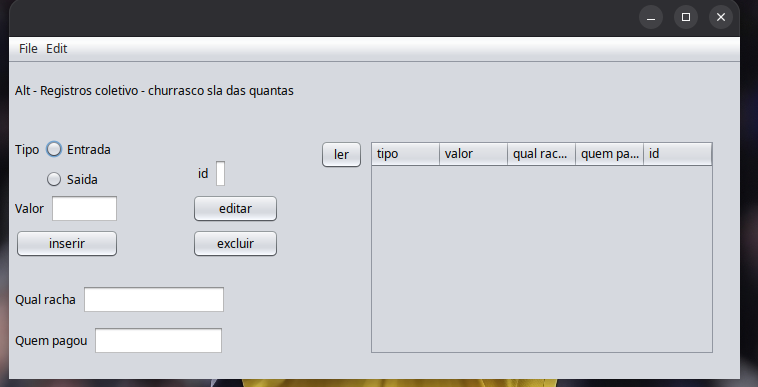 File Edit
Alt - Registros coletivo - churrasco sla das quantas
Tipo Entrada
Saida
id
Valor
editar
inserir
excluir
Qual racha
Quem pagou
ler
tipo valor qual rac... quem pa... id